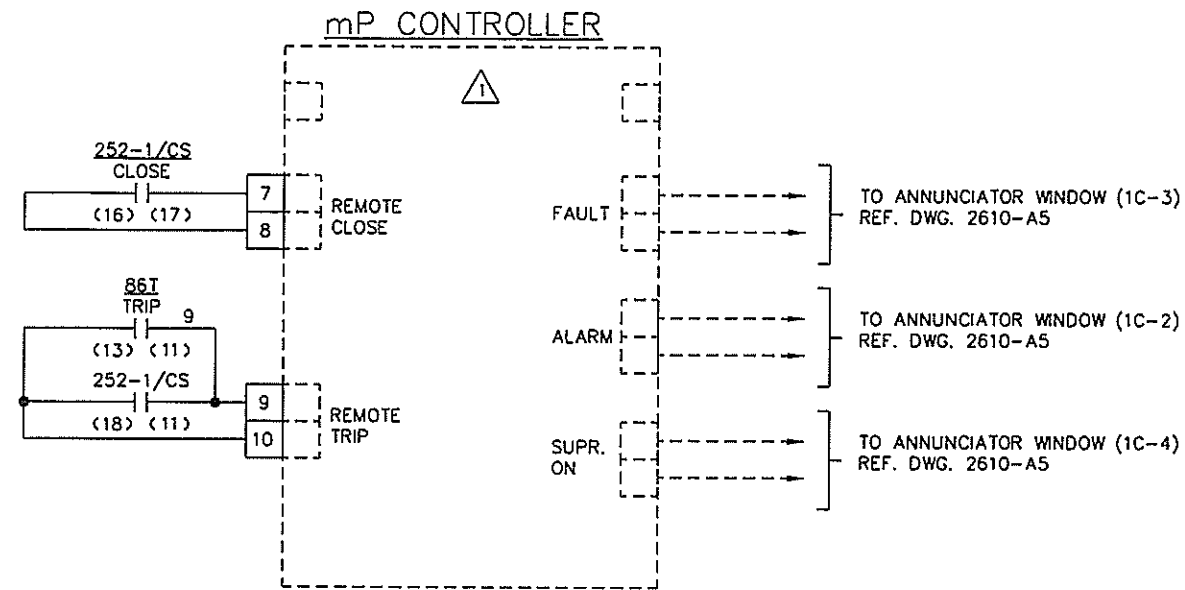 mP CONTROLLER
1
252-1/CS
CLOSE
(16) (17)
7
8
REMOTE
CLOSE
86T
TRIP
9
(13) (11)
252-1/CS
(18) (11)
9
10
REMOTE
TRIP
FAULT
TO ANNUNCIATOR WINDOW (1C-3)
REF. DWG. 2610-A5
ALARM
TO ANNUNCIATOR WINDOW (1C-2)
REF. DWG. 2610-A5
SUPR.
ON
TO ANNUNCIATOR WINDOW (1C-4)
REF. DWG. 2610-A5